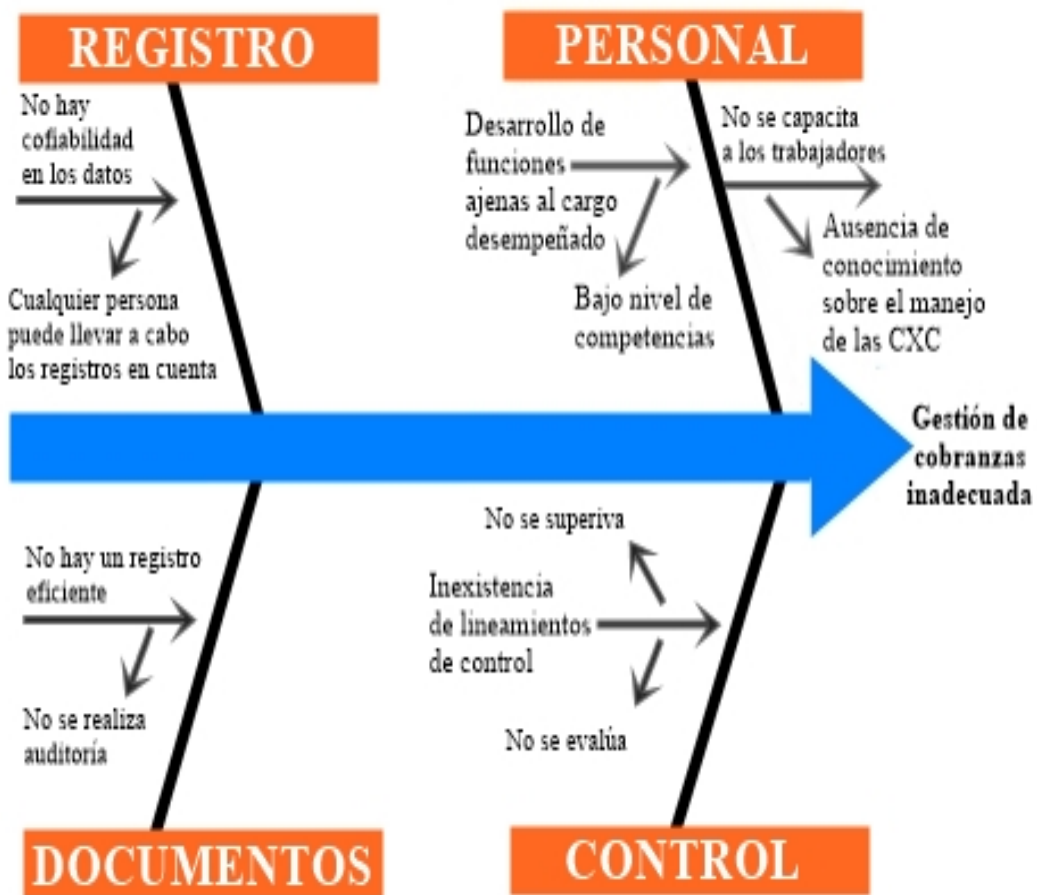 REGISTRO
No hay
cofiabilidad
en los datos
Cualquier persona
puede llevar a cabo
los registros en cuenta
PERSONAL
Desarrollo de
funciones
ajenas al cargo
desempeñado
Bajo nivel de
competencias
No se capacita
a los trabajadores
Ausencia de
conocimiento
sobre el manejo
de las CXC
Gestión de
cobranzas
inadecuada
No hay un registro
eficiente
No se realiza
auditoría
DOCUMENTOS
No se superiva
Inexistencia
de lineamientos
de control
No se evalúa
CONTROL